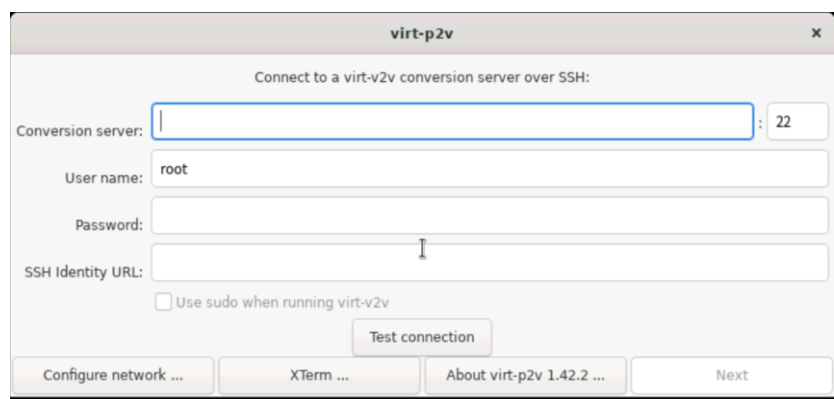 virt-p2v ×
Connect to a virt-v2v conversion server over SSH:
Conversion server: : 22
User name: root
Password:
SSH Identity URL:
Use sudo when running virt-v2v
Test connection
Configure network ... XTerm ... About virt-p2v 1.42.2 ... Next